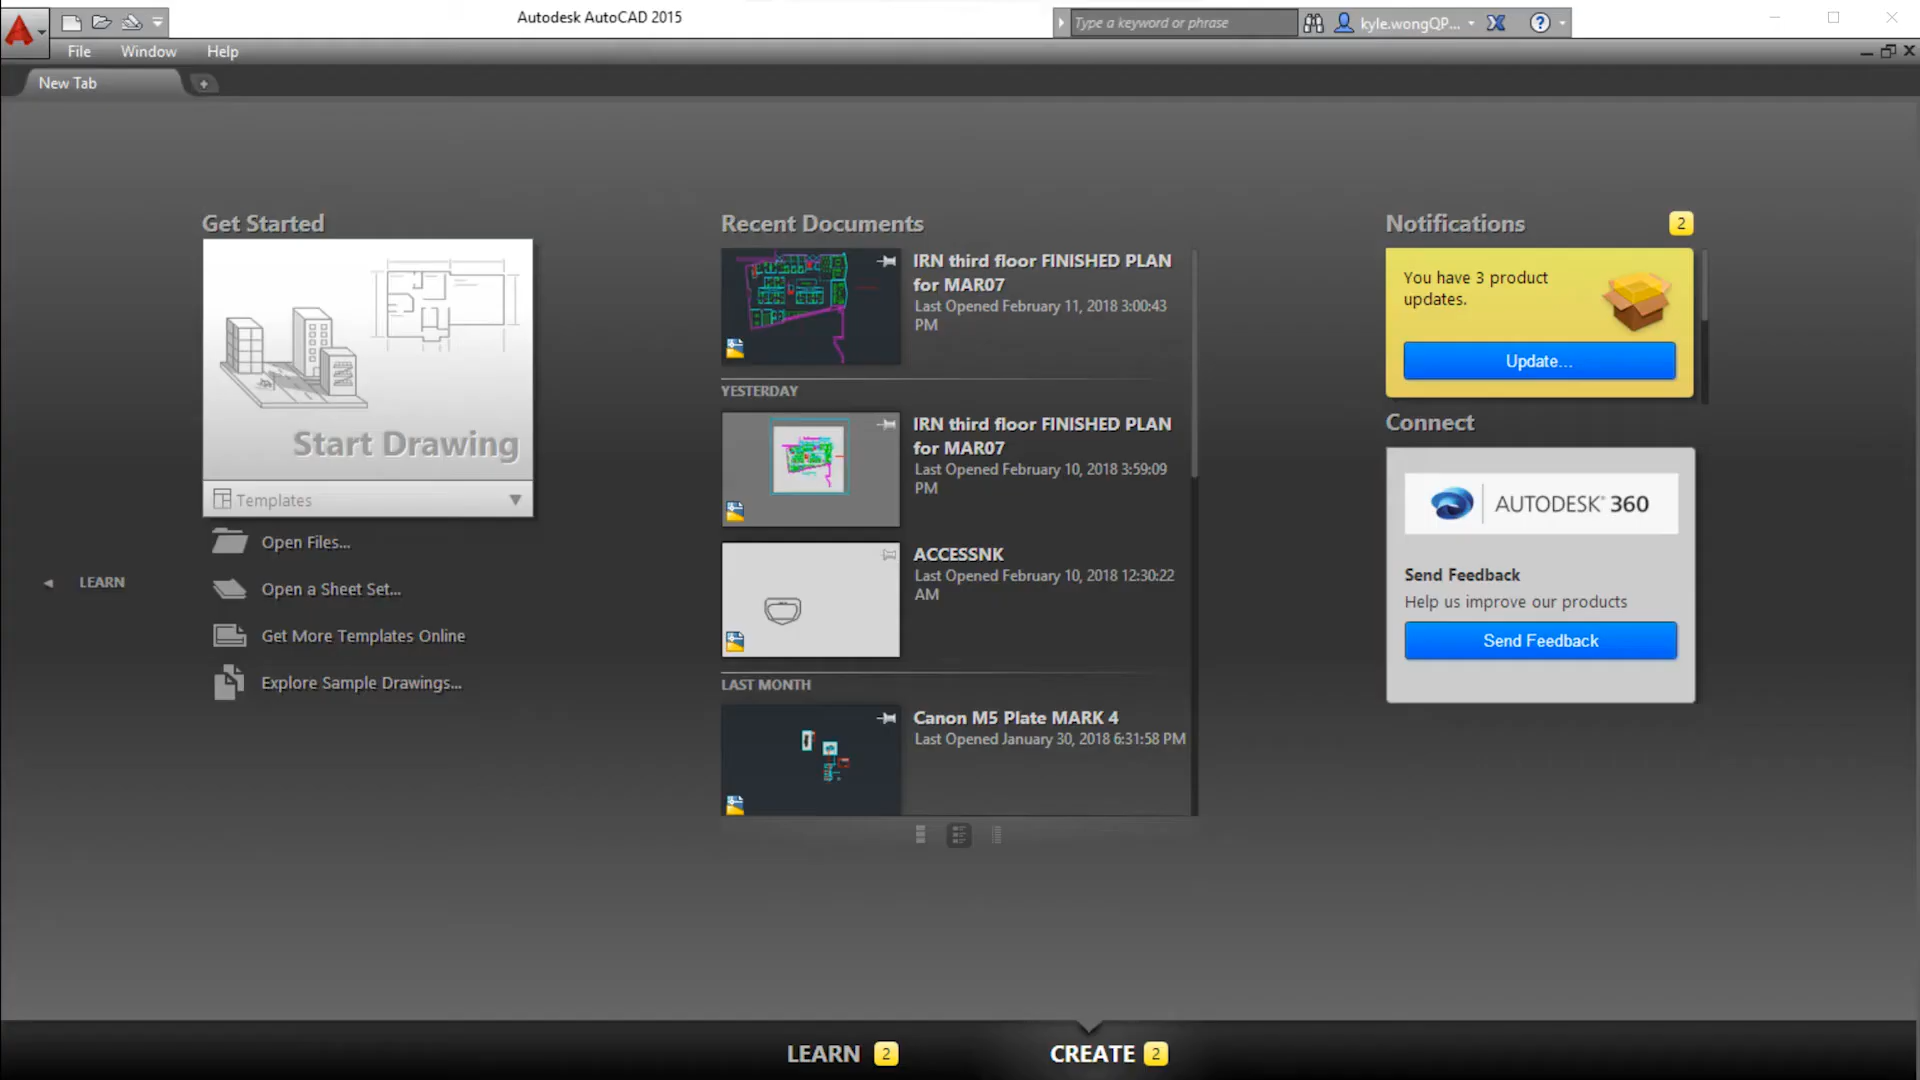 Autodesk AutoCAD 2015
Type a keyword or phrase
kyle.wongQP...
File
Window
Help
New Tab
Get Started
Start Drawing
Templates
Open Files...
Open a Sheet Set...
Get More Templates Online
Explore Sample Drawings...
LEARN
Recent Documents
IRN third floor FINISHED PLAN
for MAR07
Last Opened February 11, 2018 3:00:43
PM
YESTERDAY
IRN third floor FINISHED PLAN
for MAR07
Last Opened February 10, 2018 3:59:09
PM
ACCESSNK
Last Opened February 10, 2018 12:30:22
AM
LAST MONTH
Canon M5 Plate MARK 4
Last Opened January 30, 2018 6:31:58 PM
Notifications
2
You have 3 product
updates.
Update...
Connect
AUTODESK® 360
Send Feedback
Help us improve our products
Send Feedback
LEARN 2
CREATE 2